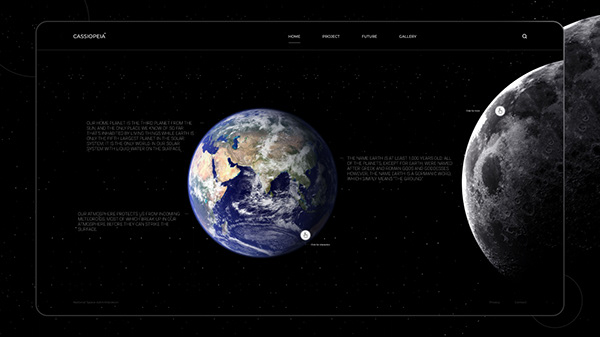 CASSIOPEIA
HOME PROJECT FUTURE GALLERY
OUR HOME PLANET IS THE THIRD PLANET FROM THE
SUN, AND THE ONLY PLACE WE KNOW OF SO FAR
THAT'S INHABITED BY LIVING THINGS. WHILE EARTH IS
ONLY THE FIFTH LARGEST PLANET IN THE SOLAR
SYSTEM, IT IS THE ONLY WORLD IN OUR SOLAR
SYSTEM WITH LIQUID WATER ON THE SURFACE.
THE NAME EARTH IS AT LEAST 1,000 YEARS OLD. ALL
OF THE PLANETS, EXCEPT FOR EARTH, WERE NAMED
AFTER GREEK AND ROMAN GODS AND GODDESSES.
HOWEVER, THE NAME EARTH IS A GERMANIC WORD,
WHICH SIMPLY MEANS "THE GROUND".
OUR ATMOSPHERE PROTECTS US FROM INCOMING
METEOROIDS, MOST OF WHICH BREAK UP IN OUR
ATMOSPHERE BEFORE THEY CAN STRIKE THE
SURFACE.